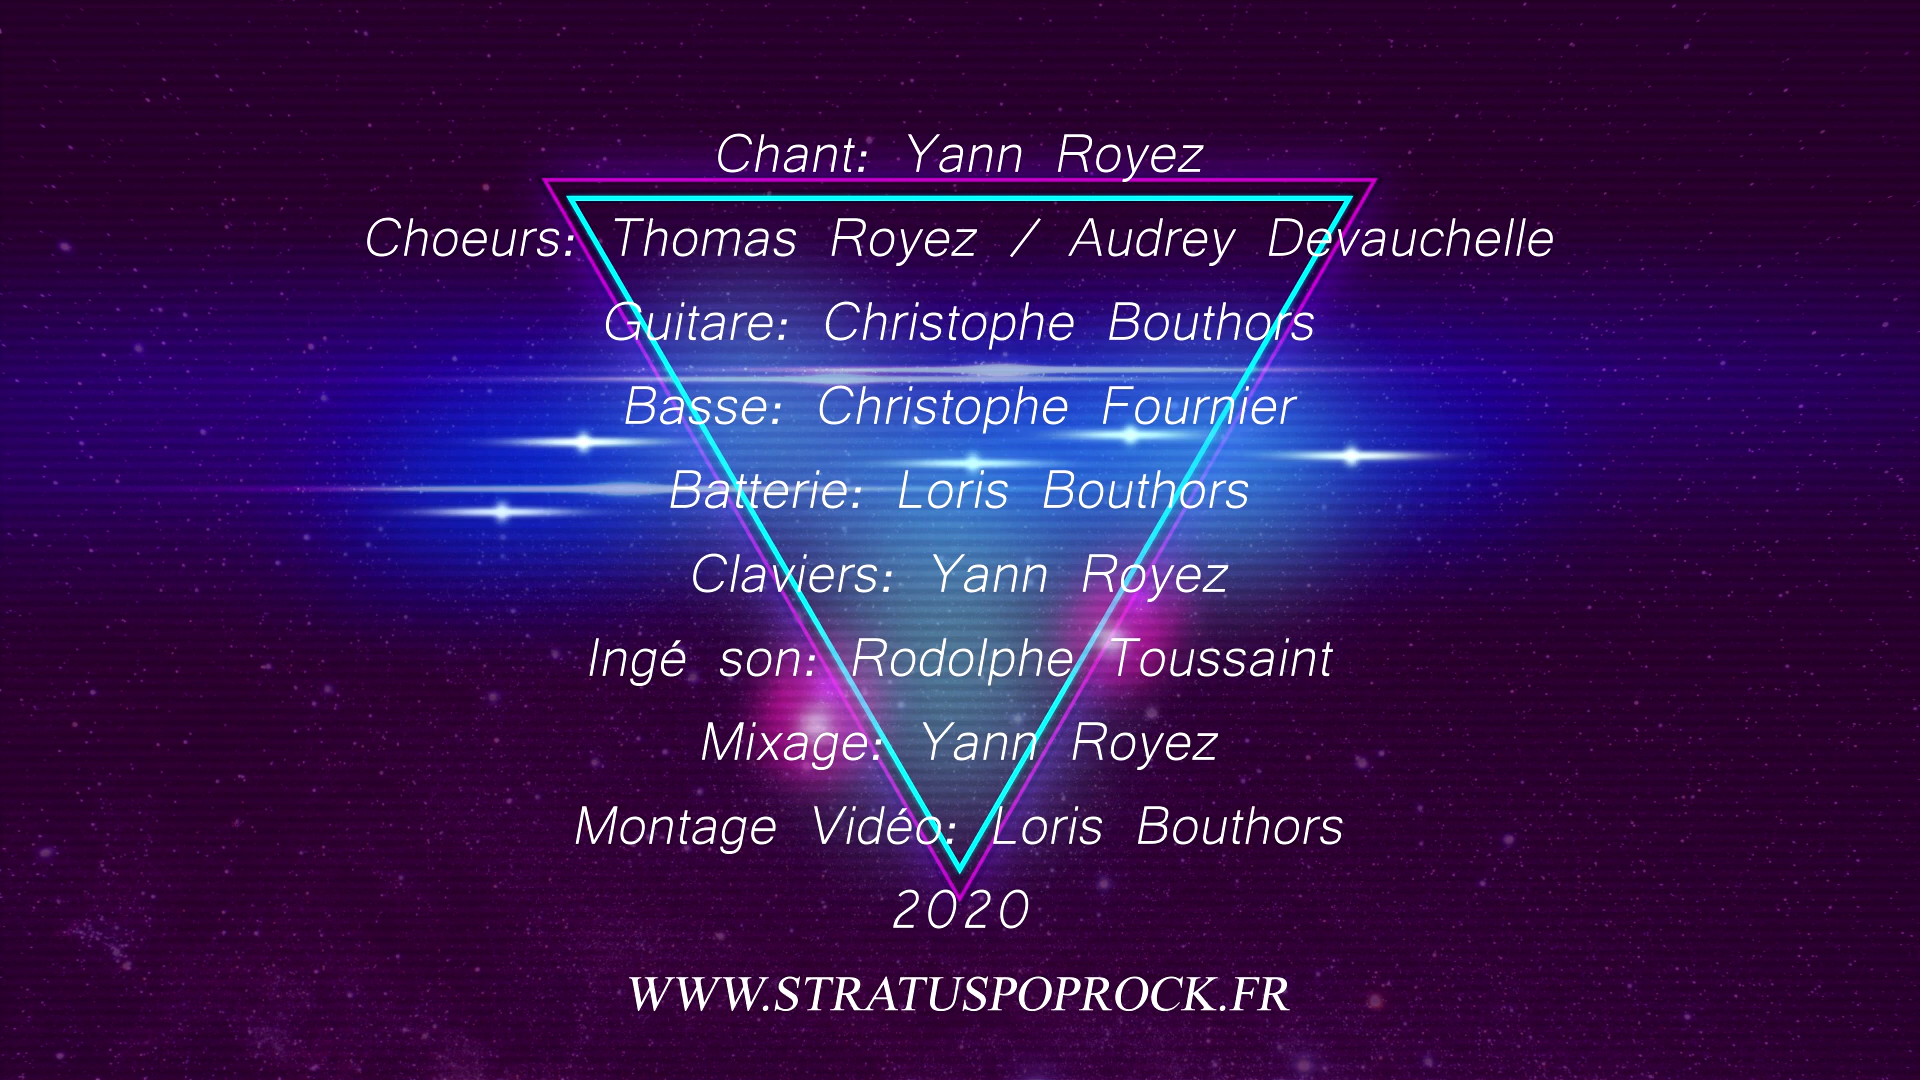 Chant: Yann Royez
Choeurs: Thomas Royez / Audrey Devauchelle
Guitare: Christophe Bouthors
Basse: Christophe Fournier
Batterie: Loris Bouthors
Claviers: Yann Royez
Ingé son: Rodolphe Toussaint
Mixage: Yann Royez
Montage Vidéo: Loris Bouthors
2020
WWW.STRATUSPOPROCK.FR